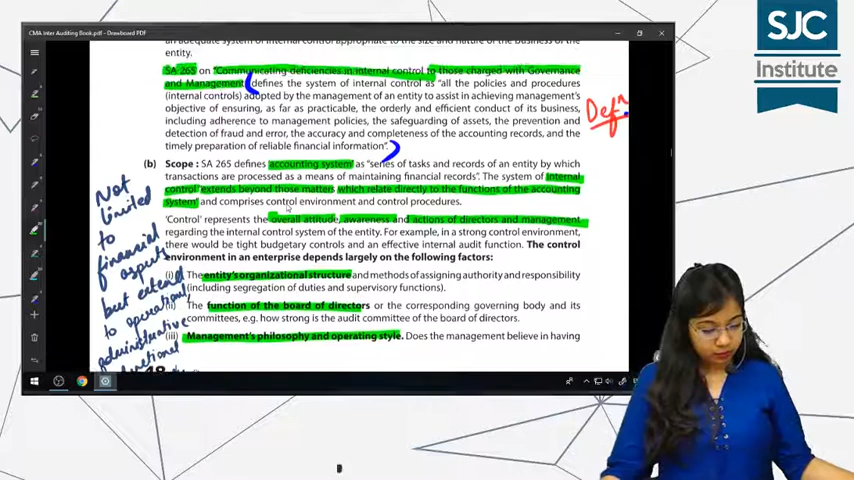 CMA Inter Auditing Book.pdf - Drawboard PDF
SJC
Institute
an adequate system of internal control appropriate to the size and nature of the business of the
entity.
SA 265 on "Communicating deficiencies in internal control to those charged with Governance
and Management" defines the system of internal control as "all the policies and procedures
(internal controls) adopted by the management of an entity to assist in achieving management's
objective of ensuring, as far as practicable, the orderly and efficient conduct of its business,
including adherence to management policies, the safeguarding of assets, the prevention and
detection of fraud and error, the accuracy and completeness of the accounting records, and the
timely preparation of reliable financial information".
Defn
(b) Scope: SA 265 defines accounting system as "series of tasks and records of an entity by which
transactions are processed as a means of maintaining financial records". The system of internal
control 'extends beyond those matters which relate directly to the functions of the accounting
system' and comprises control environment and control procedures.
'Control' represents the overall attitude, awareness and actions of directors and management
regarding the internal control system of the entity. For example, in a strong control environment,
there would be tight budgetary controls and an effective internal audit function. The control
environment in an enterprise depends largely on the following factors:
(i) The entity's organizational structure and methods of assigning authority and responsibility
(including segregation of duties and supervisory functions).
(ii) The function of the board of directors or the corresponding governing body and its
committees, e.g. how strong is the audit committee of the board of directors.
(iii) Management's philosophy and operating style. Does the management believe in having
Not
limited
to
financial
aspects
but extend
to operational,
administrative